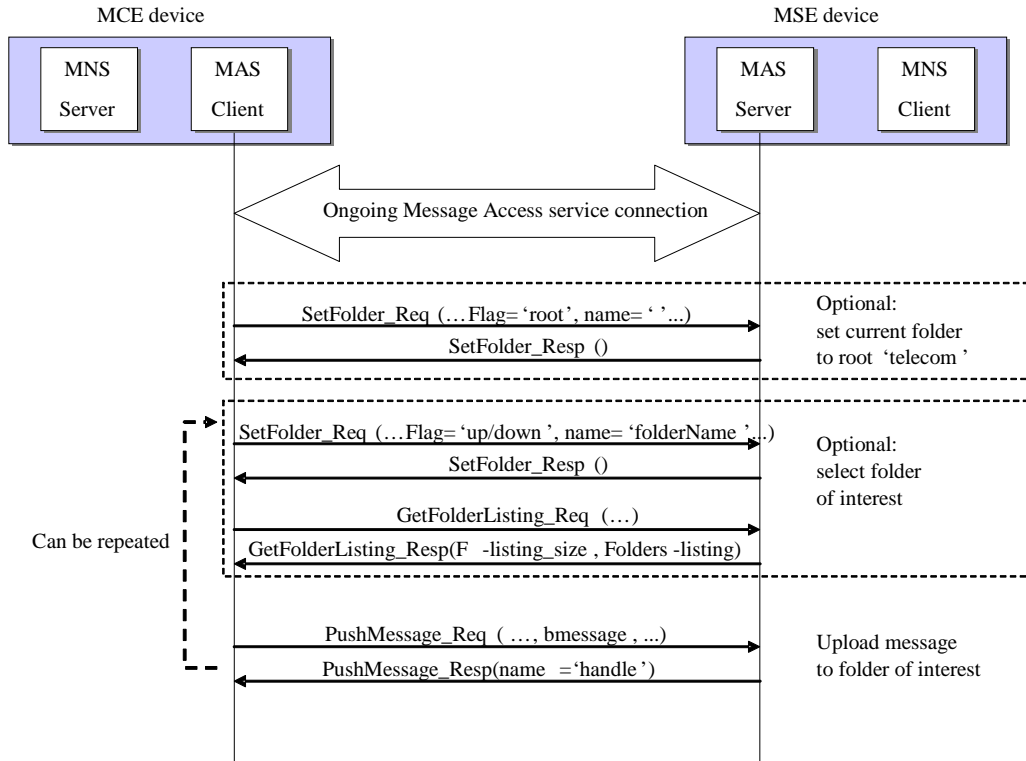 MCE device
MSE device
MNS
Server
MAS
Client
MAS
Server
MNS
Client
Ongoing Message Access service connection
SetFolder_Req (…Flag= ‘root’, name= ‘ ’...)
SetFolder_Resp ()
Optional:
set current folder
to root ‘telecom ’
SetFolder_Req (…Flag= ‘up/down ’, name= ‘folderName ’...)
SetFolder_Resp ()
GetFolderListing_Req (…)
GetFolderListing_Resp(F -listing_size , Folders -listing)
Optional:
select folder
of interest
Can be repeated
PushMessage_Req ( …, bmessage , ...)
PushMessage_Resp(name =‘handle ’)
Upload message
to folder of interest